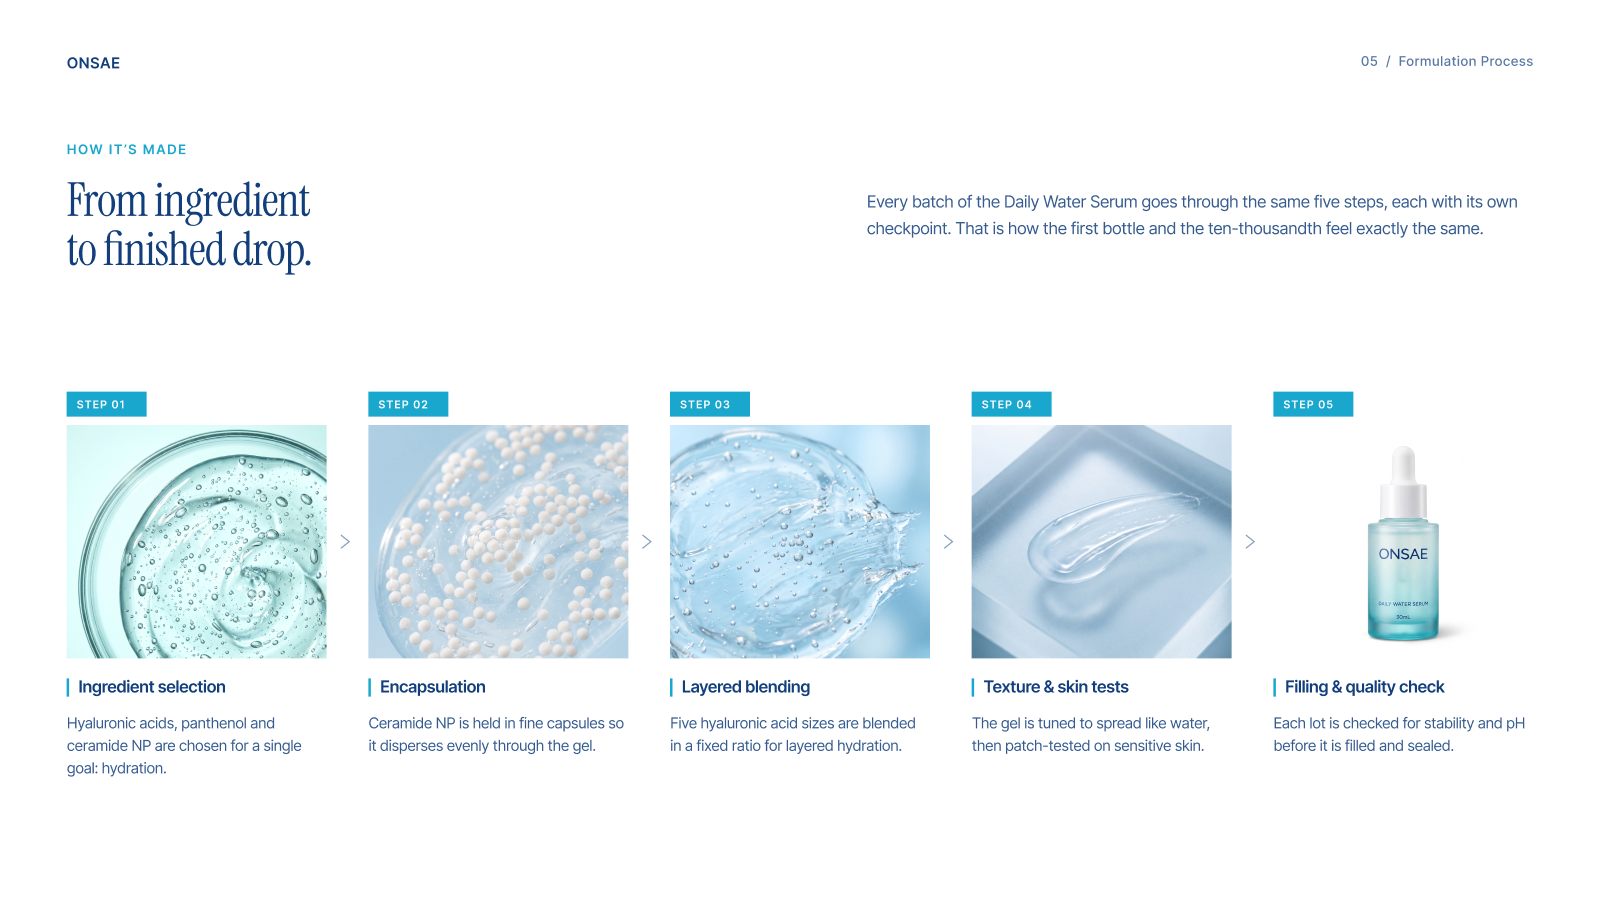 ONSAE
05 / Formulation Process
HOW IT'S MADE
From ingredient
to finished drop.
Every batch of the Daily Water Serum goes through the same five steps, each with its own
checkpoint. That is how the first bottle and the ten-thousandth feel exactly the same.
STEP 01
Ingredient selection
Hyaluronic acids, panthenol and
ceramide NP are chosen for a single
goal: hydration.
STEP 02
Encapsulation
Ceramide NP is held in fine capsules so
it disperses evenly through the gel.
STEP 03
Layered blending
Five hyaluronic acid sizes are blended
in a fixed ratio for layered hydration.
STEP 04
Texture & skin tests
The gel is tuned to spread like water,
then patch-tested on sensitive skin.
STEP 05
ONSAE
DAILY WATER SERUM
30mL
Filling & quality check
Each lot is checked for stability and pH
before it is filled and sealed.